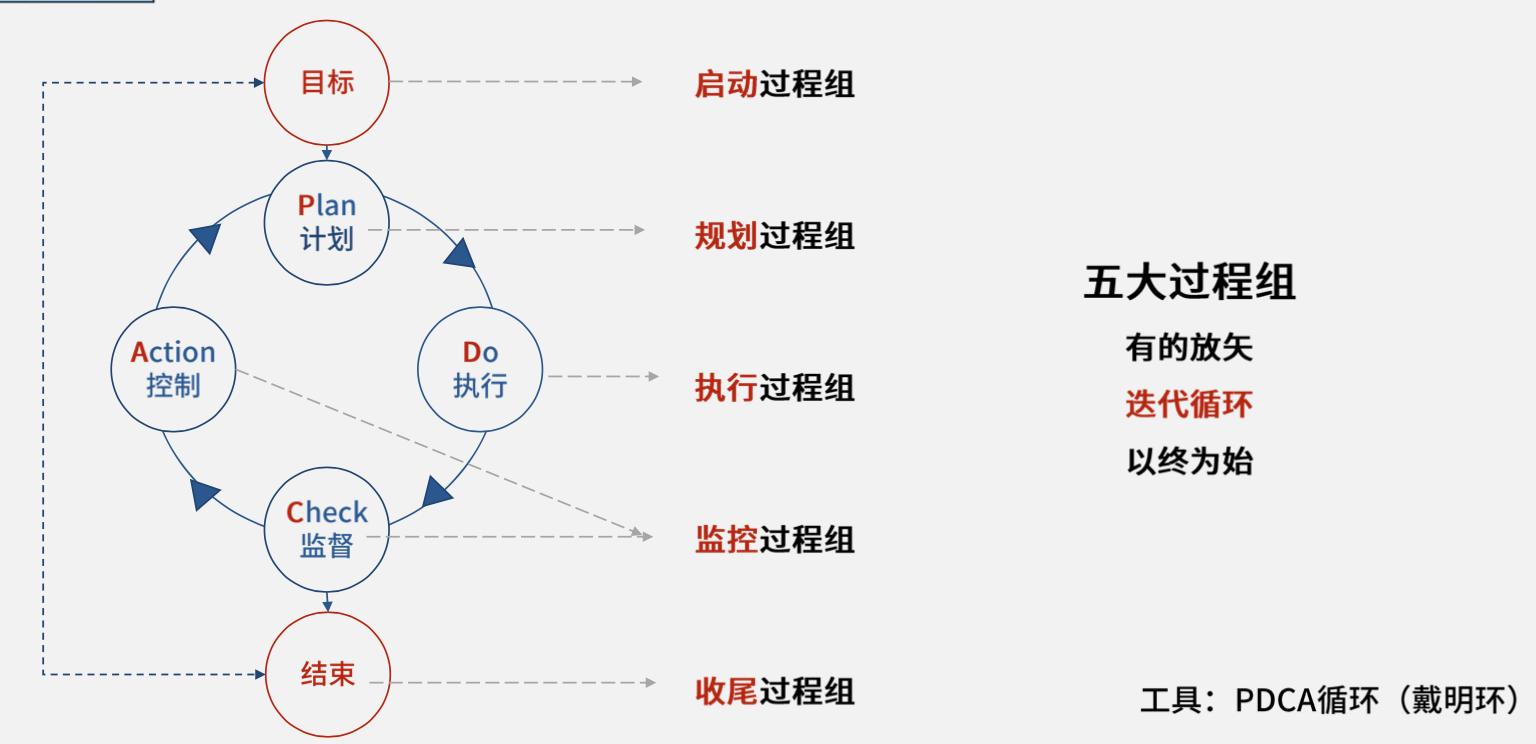 目标
启动过程组
Plan
计划
规划过程组
Action
控制
Do
执行
执行过程组
Check
监督
监控过程组
结束
收尾过程组
五大过程组
有的放矢
迭代循环
以终为始
工具：PDCA循环（戴明环）